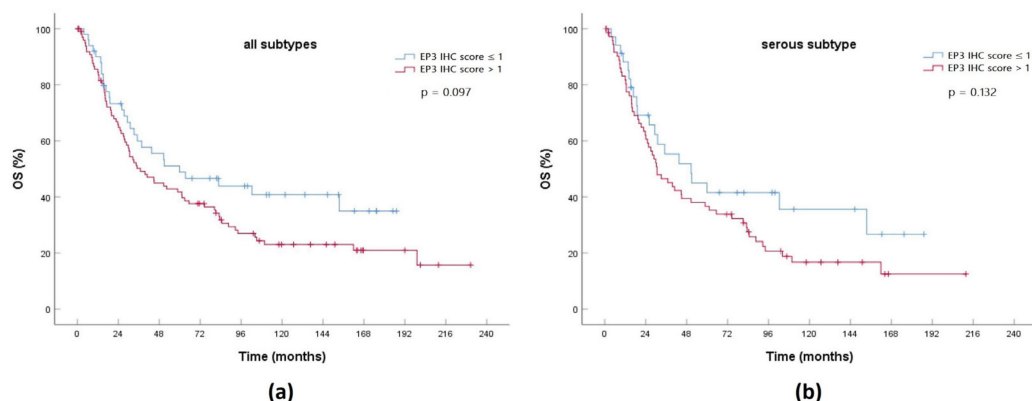 all subtypes
EP3 IHC score ≤ 1
EP3 IHC score > 1
p = 0.097
OS (%)
100
80
60
40
20
0
0 24 48 72 96 120 144 168 192 216 240
Time (months)
(a)
serous subtype
EP3 IHC score ≤ 1
EP3 IHC score > 1
p = 0.132
OS (%)
100
80
60
40
20
0
0 24 48 72 96 120 144 168 192 216 240
Time (months)
(b)